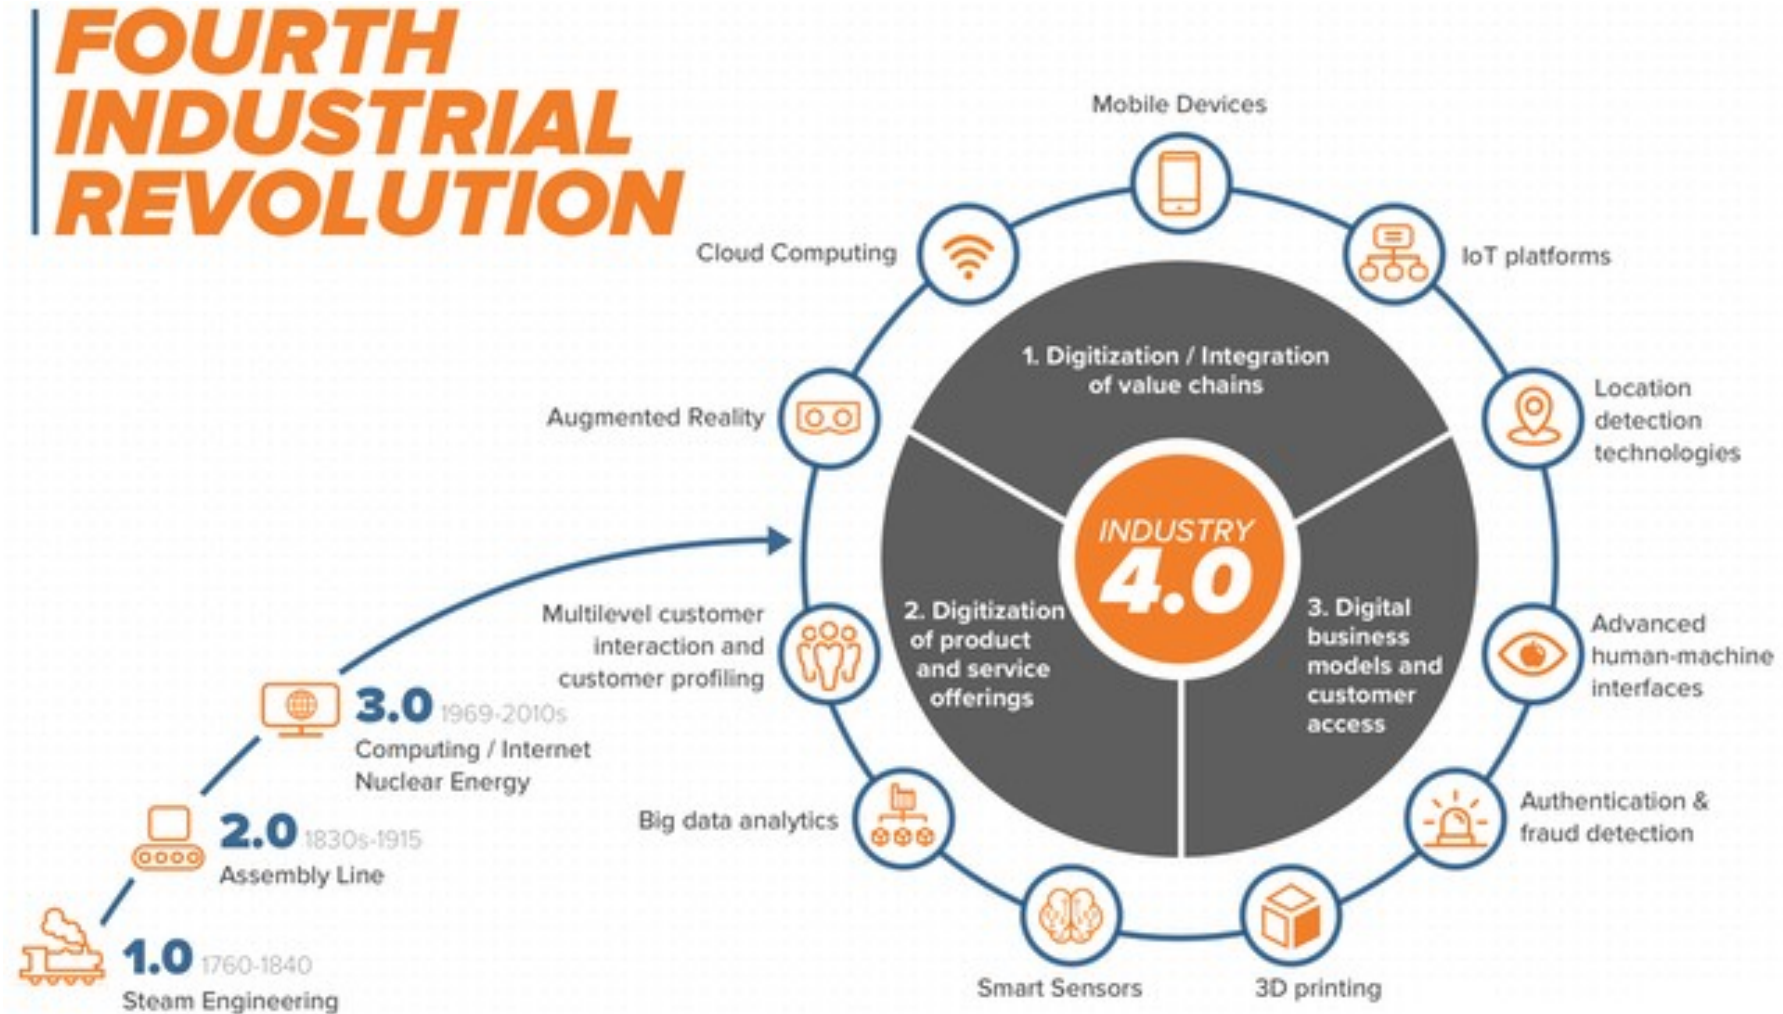 FOURTH
INDUSTRIAL
REVOLUTION
Mobile Devices
Cloud Computing
IoT platforms
1. Digitization / Integration
of value chains
Location
detection
technologies
Augmented Reality
INDUSTRY
4.0
Multilevel customer
interaction and
customer profiling
2. Digitization
of product
and service
offerings
3. Digital
business
models and
customer
access
Advanced
human-machine
interfaces
3.0 1969-2010s
Computing / Internet
Nuclear Energy
Big data analytics
Authentication &
fraud detection
2.0 1830s-1915
Assembly Line
1.0 1760-1840
Steam Engineering
Smart Sensors
3D printing